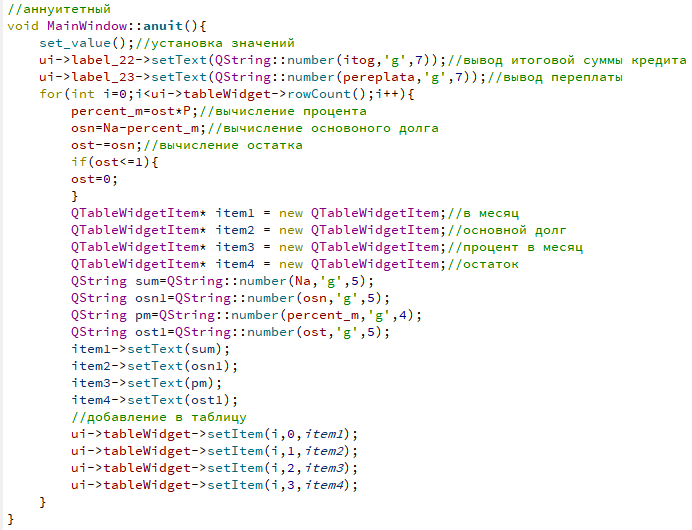 //аннуитетный
void MainWindow::anuit(){
    set_value();//установка значений
    ui->label_22->setText(QString::number(itog,'g',7));//вывод итоговой суммы кредита
    ui->label_23->setText(QString::number(pereplata,'g',7));//вывод переплаты
    for(int i=0;i<ui->tableWidget->rowCount();i++){
        percent_m=ost*P;//вычисление процента
        osn=Na-percent_m;//вычисление основоного долга
        ost-=osn;//вычисление остатка
        if(ost<=1){
        ost=0;
        }
        QTableWidgetItem* item1 = new QTableWidgetItem;//в месяц
        QTableWidgetItem* item2 = new QTableWidgetItem;//основной долг
        QTableWidgetItem* item3 = new QTableWidgetItem;//процент в месяц
        QTableWidgetItem* item4 = new QTableWidgetItem;//остаток
        QString sum=QString::number(Na,'g',5);
        QString osn1=QString::number(osn,'g',5);
        QString pm=QString::number(percent_m,'g',4);
        QString ost1=QString::number(ost,'g',5);
        item1->setText(sum);
        item2->setText(osn1);
        item3->setText(pm);
        item4->setText(ost1);
        //добавление в таблицу
        ui->tableWidget->setItem(i,0,item1);
        ui->tableWidget->setItem(i,1,item2);
        ui->tableWidget->setItem(i,2,item3);
        ui->tableWidget->setItem(i,3,item4);
    }
}